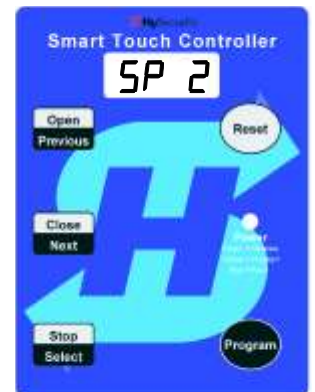 HySecurity
Smart Touch Controller
SP 2
Open
Previous
Reset
Close
Next
Power
Stop
Select
Program